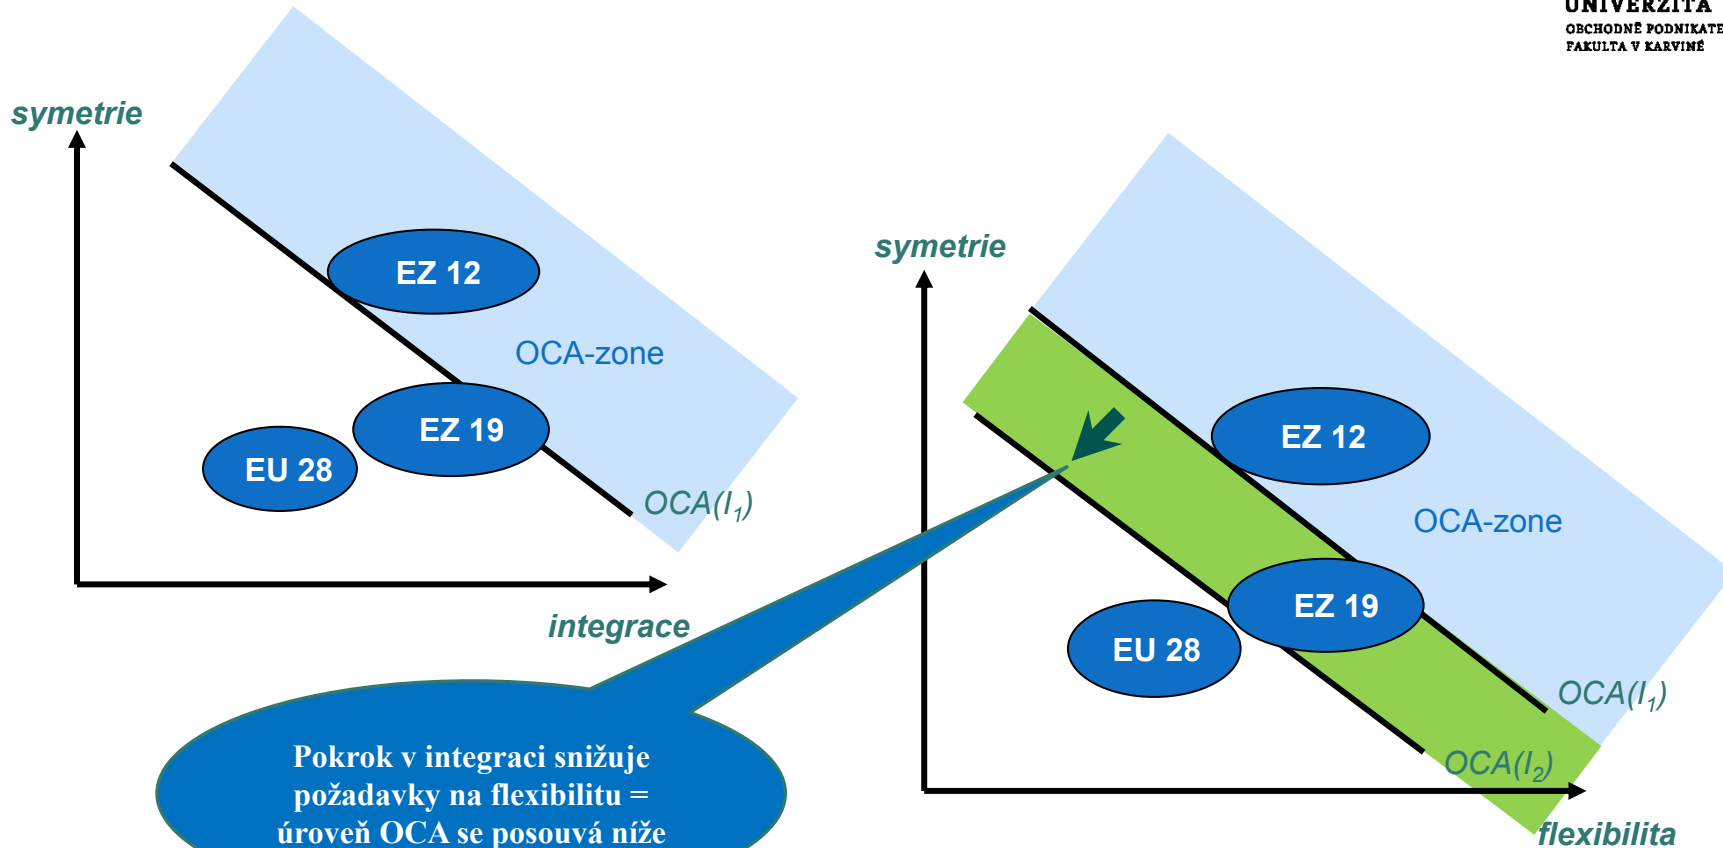 UNIVERZITA
OBCHODNĚ PODNIKATE
FAKULTA V KARVINÉ
symetrie
EZ 12
OCA-zone
EZ 19
EU 28
OCA(I₁)
integrace
symetrie
EZ 12
OCA-zone
EZ 19
EU 28
OCA(I₁)
OCA(I₂)
flexibilita
Pokrok v integraci snižuje
požadavky na flexibilitu =
úroveň OCA se posouvá níže